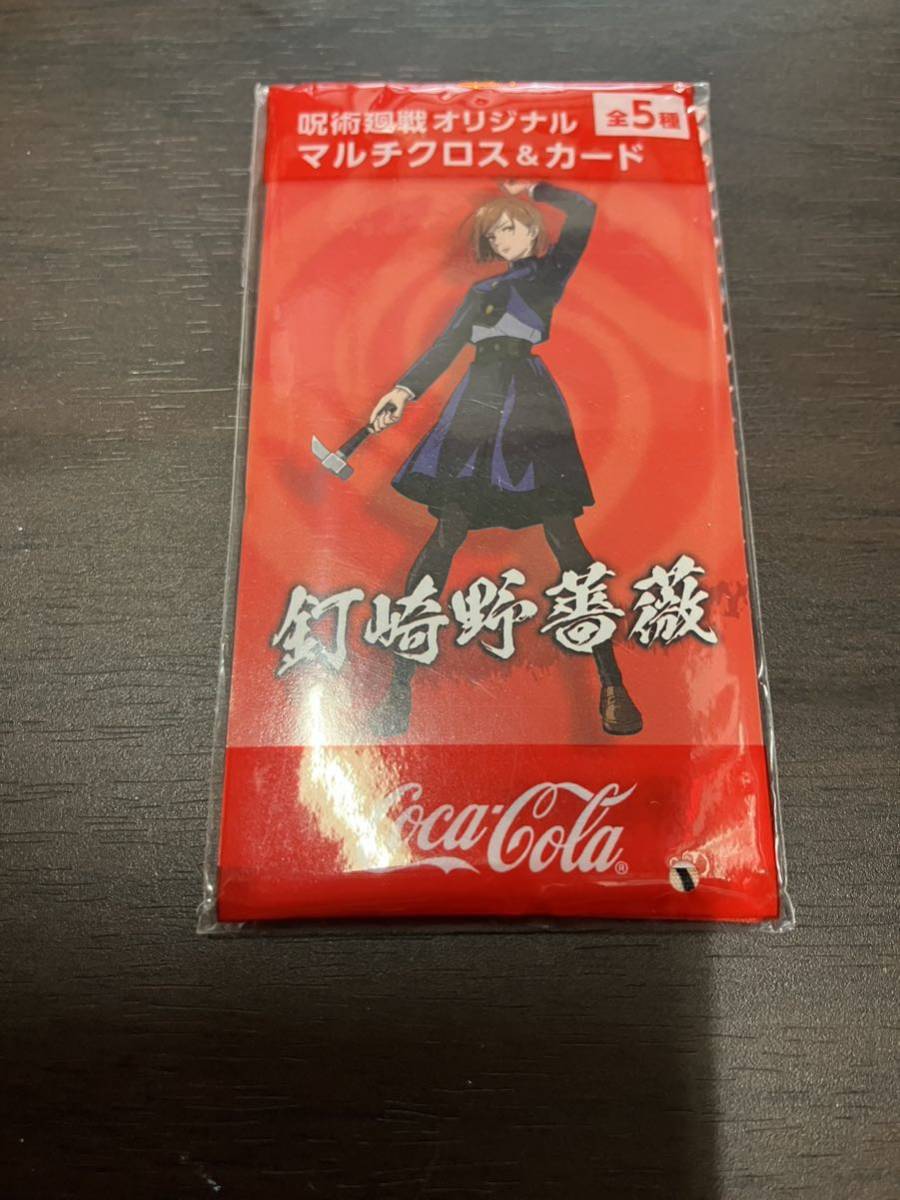 呪術廻戦オリジナル
マルチクロス&カード
全5種
釘崎野薔薇
Coca-Cola®